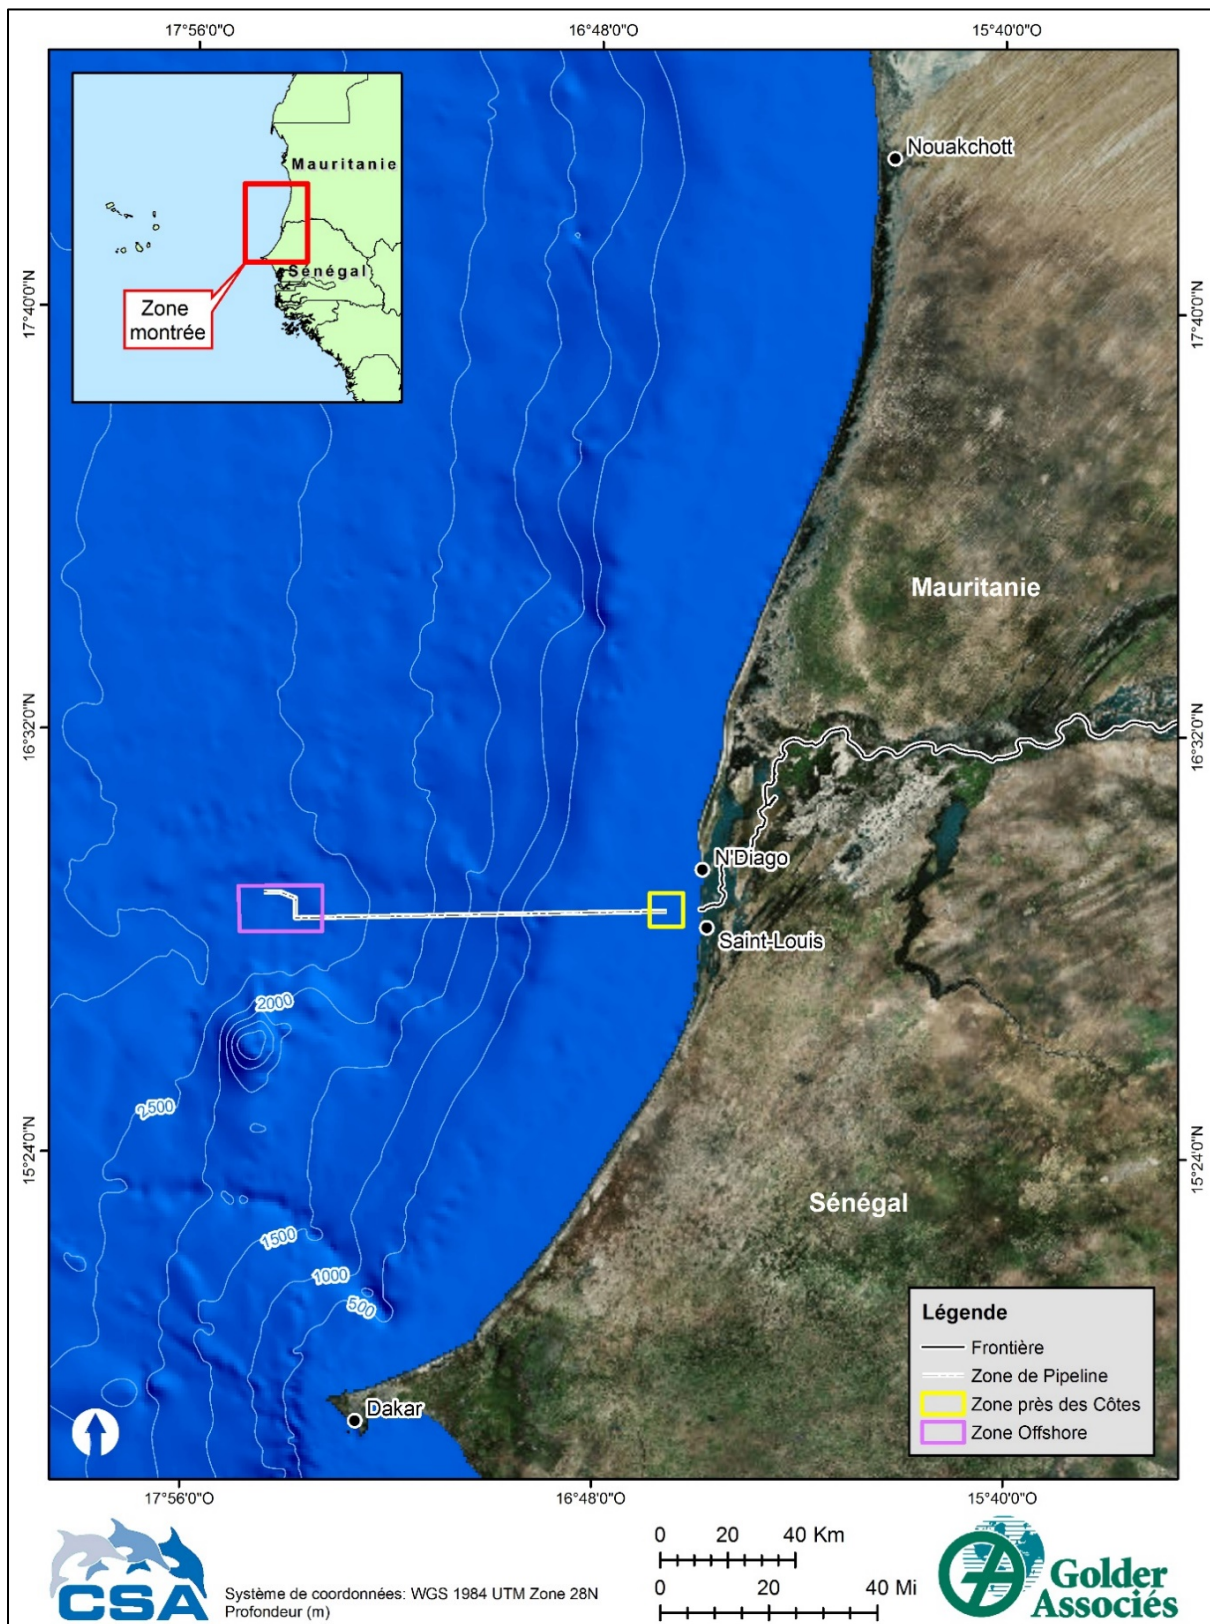 17°56'0"O
16°48'0"O
15°40'0"O
Nouakchott
Mauritanie
Sénégal
Zone
montrée
17°40'0"N
17°40'0"N
Mauritanie
16°32'0"N
16°32'0"N
N'Diago
Saint-Louis
2000
2500
15°24'0"N
15°24'0"N
Sénégal
1500
1000
500
Légende
Frontière
Zone de Pipeline
Zone près des Côtes
Zone Offshore
Dakar
17°56'0"O
16°48'0"O
15°40'0"O
0 20 40 Km
0 20 40 Mi
CSA
Système de coordonnées: WGS 1984 UTM Zone 28N
Profondeur (m)
Golder
Associés